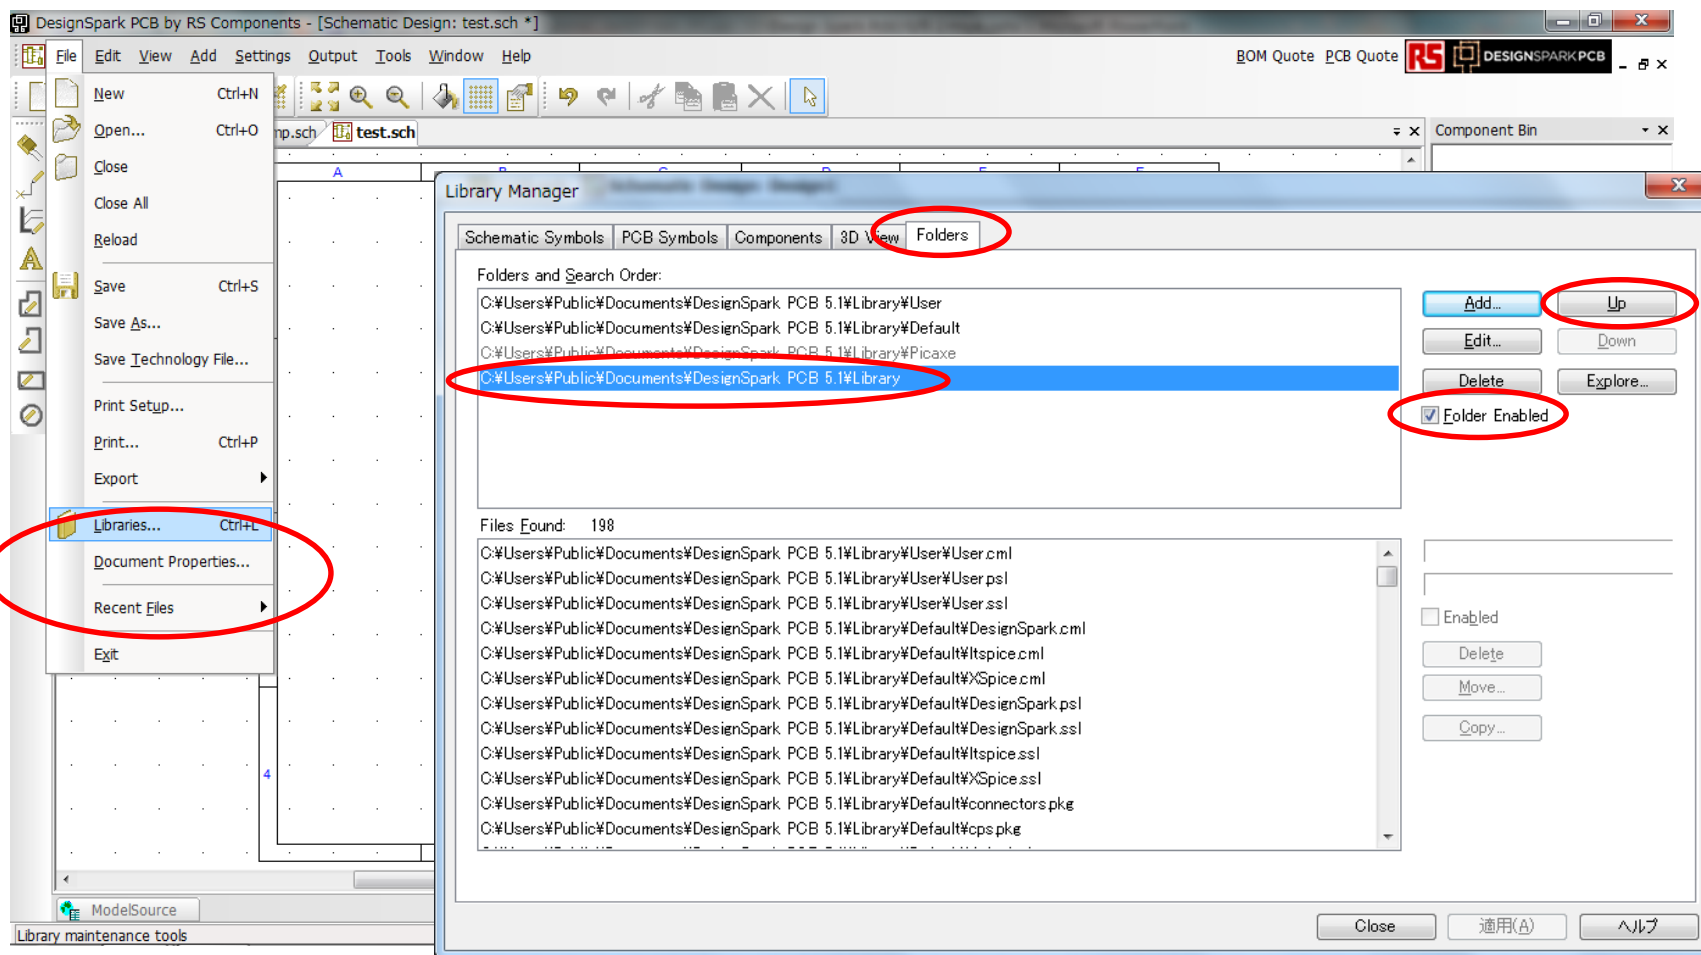 DesignSpark PCB by RS Components - [Schematic Design: test.sch *]
File Edit View Add Settings Output Tools Window Help
BOM Quote PCB Quote RS DESIGNSPARKPCB
New Ctrl+N
Open... Ctrl+O
Close
Close All
Reload
Save Ctrl+S
Save As...
Save Technology File...
Print Setup...
Print... Ctrl+P
Export
Libraries... Ctrl+L
Document Properties...
Recent Files
Exit
mp.sch test.sch
Component Bin
A
4
Library Manager
Schematic Symbols PCB Symbols Components 3D View Folders
Folders and Search Order:
C:¥Users¥Public¥Documents¥DesignSpark PCB 5.1¥Library¥User
C:¥Users¥Public¥Documents¥DesignSpark PCB 5.1¥Library¥Default
C:¥Users¥Public¥Documents¥DesignSpark PCB 5.1¥Library¥Picaxe
C:¥Users¥Public¥Documents¥DesignSpark PCB 5.1¥Library
Add... Up
Edit... Down
Delete Explore...
Folder Enabled
Files Found: 198
C:¥Users¥Public¥Documents¥DesignSpark PCB 5.1¥Library¥User¥User.cml
C:¥Users¥Public¥Documents¥DesignSpark PCB 5.1¥Library¥User¥User.psl
C:¥Users¥Public¥Documents¥DesignSpark PCB 5.1¥Library¥User¥User.ssl
C:¥Users¥Public¥Documents¥DesignSpark PCB 5.1¥Library¥Default¥DesignSpark.cml
C:¥Users¥Public¥Documents¥DesignSpark PCB 5.1¥Library¥Default¥ltspice.cml
C:¥Users¥Public¥Documents¥DesignSpark PCB 5.1¥Library¥Default¥XSpice.cml
C:¥Users¥Public¥Documents¥DesignSpark PCB 5.1¥Library¥Default¥DesignSpark.psl
C:¥Users¥Public¥Documents¥DesignSpark PCB 5.1¥Library¥Default¥DesignSpark.ssl
C:¥Users¥Public¥Documents¥DesignSpark PCB 5.1¥Library¥Default¥ltspice.ssl
C:¥Users¥Public¥Documents¥DesignSpark PCB 5.1¥Library¥Default¥XSpice.ssl
C:¥Users¥Public¥Documents¥DesignSpark PCB 5.1¥Library¥Default¥connectors.pkg
C:¥Users¥Public¥Documents¥DesignSpark PCB 5.1¥Library¥Default¥cps.pkg
Enabled
Delete
Move...
Copy...
Close 適用(A) ヘルプ
ModelSource
Library maintenance tools